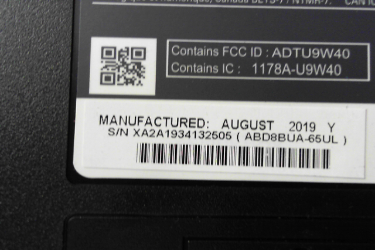 Contains FCC ID : ADTU9W40
Contains IC : 1178A-U9W40
MANUFACTURED: AUGUST 2019 Y
S/N XA2A1934132505 ( ABD8BUA-65UL )